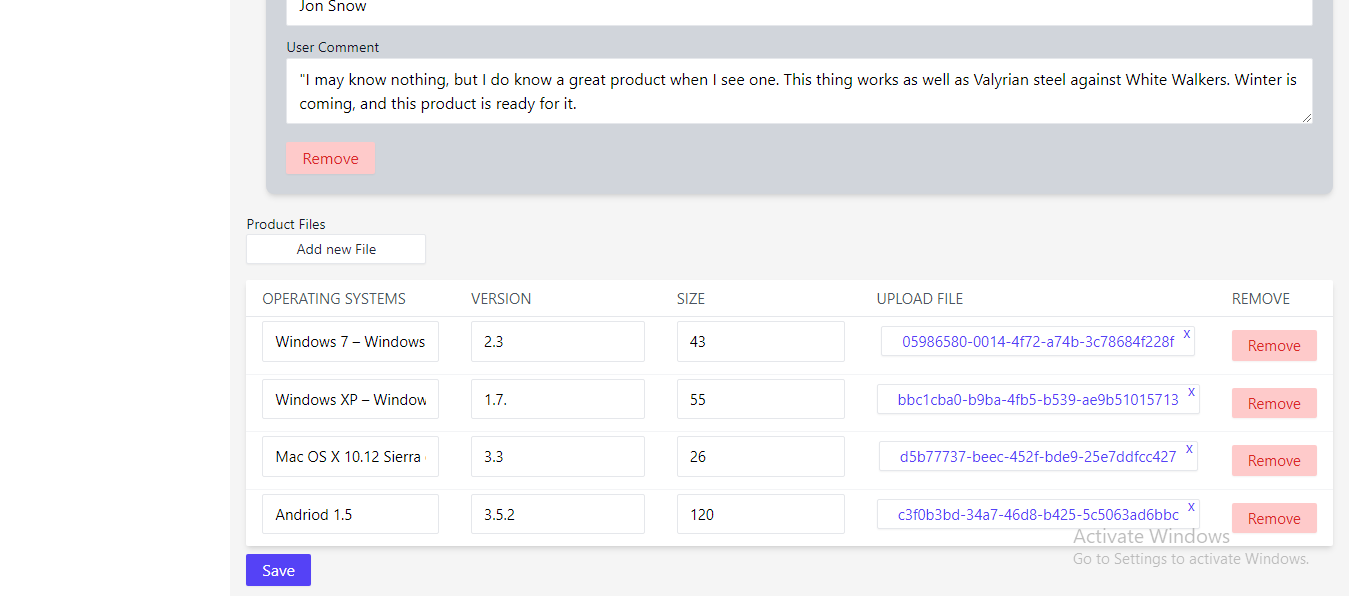 Jon Snow
User Comment
"I may know nothing, but I do know a great product when I see one. This thing works as well as Valyrian steel against White Walkers. Winter is
coming, and this product is ready for it.
Remove
Product Files
Add new File
OPERATING SYSTEMS VERSION SIZE UPLOAD FILE REMOVE
Windows 7 – Windows 2.3 43 05986580-0014-4f72-a74b-3c78684f228f X Remove
Windows XP – Window 1.7. 55 bbc1cba0-b9ba-4fb5-b539-ae9b51015713 X Remove
Mac OS X 10.12 Sierra 3.3 26 d5b77737-beec-452f-bde9-25e7ddfcc427 X Remove
Andriod 1.5 3.5.2 120 c3f0b3bd-34a7-46d8-b425-5c5063ad6bbc X Remove
Activate Windows
Go to Settings to activate Windows.
Save